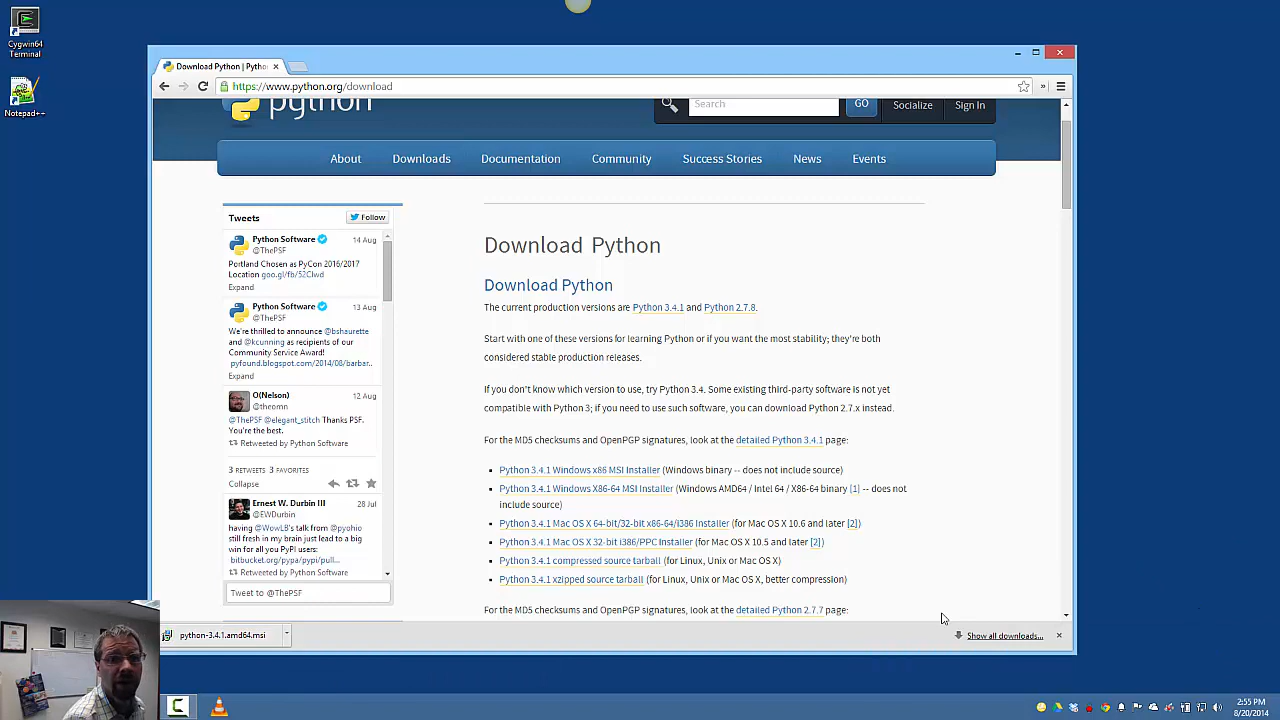 Cygwin64
Terminal
Notepad++
Download Python | Pytho
https://www.python.org/download
python
Search
GO
Socialize
Sign In
About
Downloads
Documentation
Community
Success Stories
News
Events
Tweets
Follow
Python Software
14 Aug
@ThePSF
Portland Chosen as PyCon 2016/2017
Location goo.gl/fb/52Clwd
Expand
Python Software
13 Aug
@ThePSF
We're thrilled to announce @bshaurette
and @kcunning as recipients of our
Community Service Award!
pyfound.blogspot.com/2014/08/barbar...
Expand
O(Nelson)
12 Aug
@theomn
@ThePSF @elegant_stitch Thanks PSF.
You're the best.
Retweeted by Python Software
3 RETWEETS 3 FAVORITES
Collapse
Ernest W. Durbin III
28 Jul
@EWDurbin
having @WowLB's talk from @pyohio
still fresh in my brain just lead to a big
win for all you PyPI users:
bitbucket.org/pypa/pypi/pull...
Retweeted by Python Software
Tweet to @ThePSF
Download Python
Download Python
The current production versions are Python 3.4.1 and Python 2.7.8.
Start with one of these versions for learning Python or if you want the most stability; they're both
considered stable production releases.
If you don't know which version to use, try Python 3.4. Some existing third-party software is not yet
compatible with Python 3; if you need to use such software, you can download Python 2.7.x instead.
For the MD5 checksums and OpenPGP signatures, look at the detailed Python 3.4.1 page:
Python 3.4.1 Windows x86 MSI Installer (Windows binary -- does not include source)
Python 3.4.1 Windows X86-64 MSI Installer (Windows AMD64 / Intel 64 / X86-64 binary [1] -- does not
include source)
Python 3.4.1 Mac OS X 64-bit/32-bit x86-64/i386 Installer (for Mac OS X 10.6 and later [2])
Python 3.4.1 Mac OS X 32-bit i386/PPC Installer (for Mac OS X 10.5 and later [2])
Python 3.4.1 compressed source tarball (for Linux, Unix or Mac OS X)
Python 3.4.1 xzipped source tarball (for Linux, Unix or Mac OS X, better compression)
For the MD5 checksums and OpenPGP signatures, look at the detailed Python 2.7.7 page:
python-3.4.1.amd64.msi
Show all downloads...
2:55 PM
8/20/2014